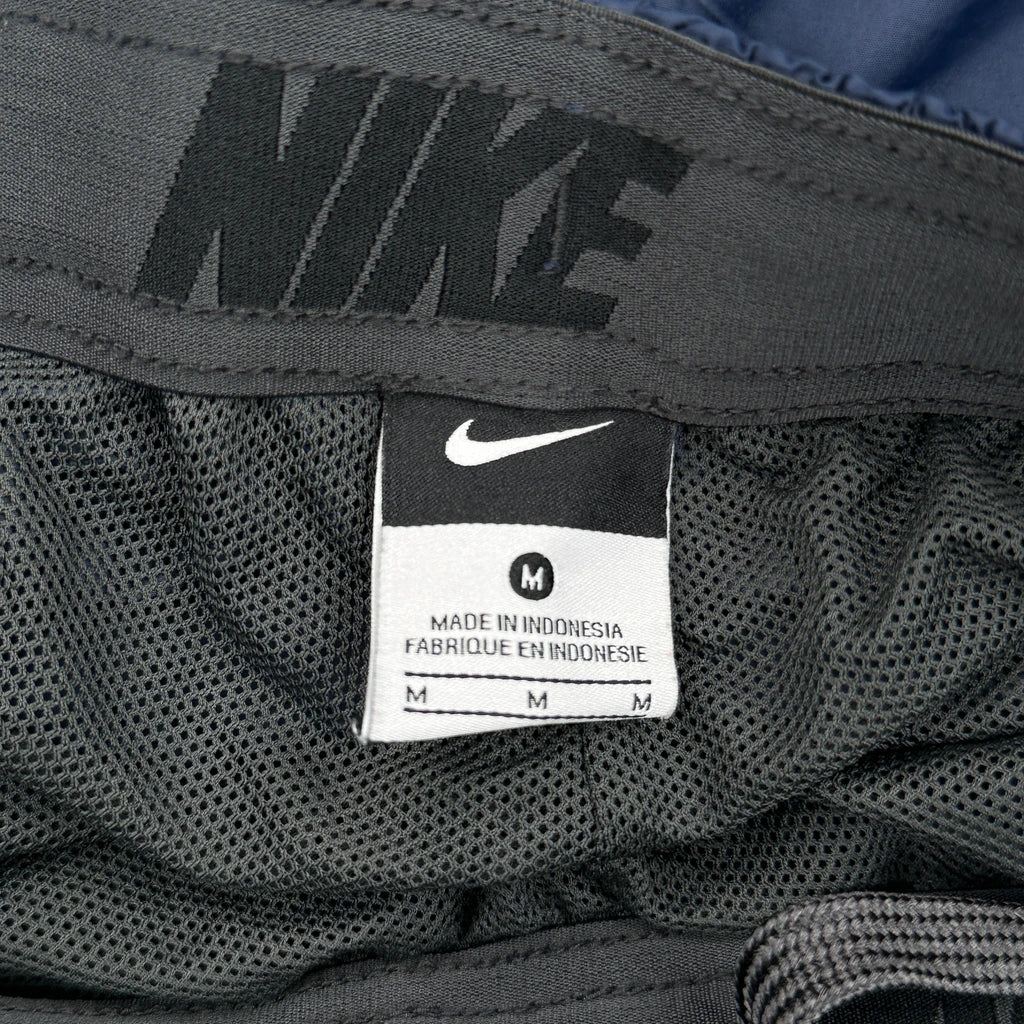 NIKE
M
MADE IN INDONESIA
FABRIQUE EN INDONESIE
M M M